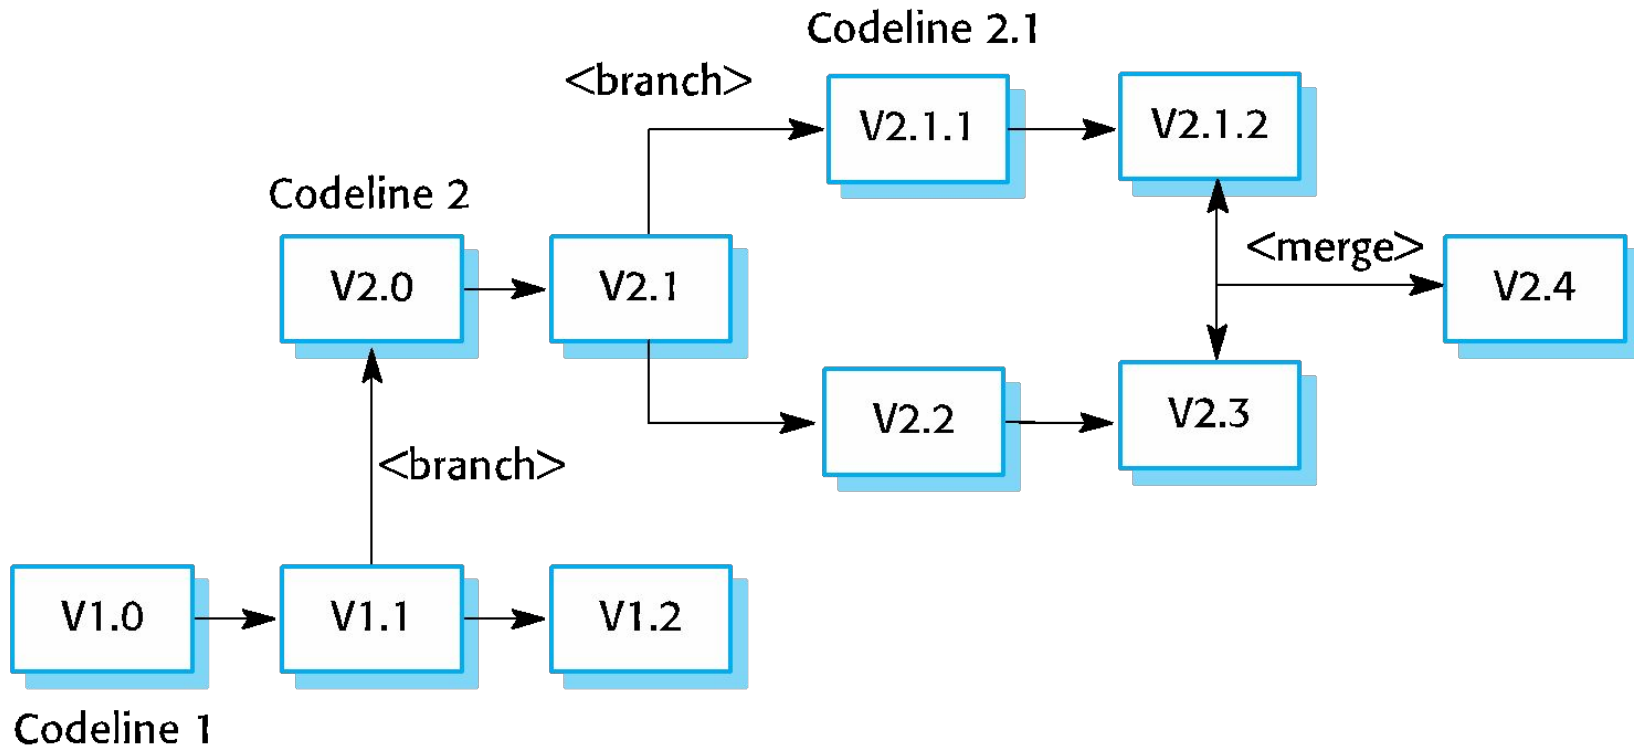 Codeline 2.1
<branch>
V2.1.1
V2.1.2
Codeline 2
V2.0
V2.1
<merge>
V2.4
V2.2
V2.3
<branch>
V1.0
V1.1
V1.2
Codeline 1